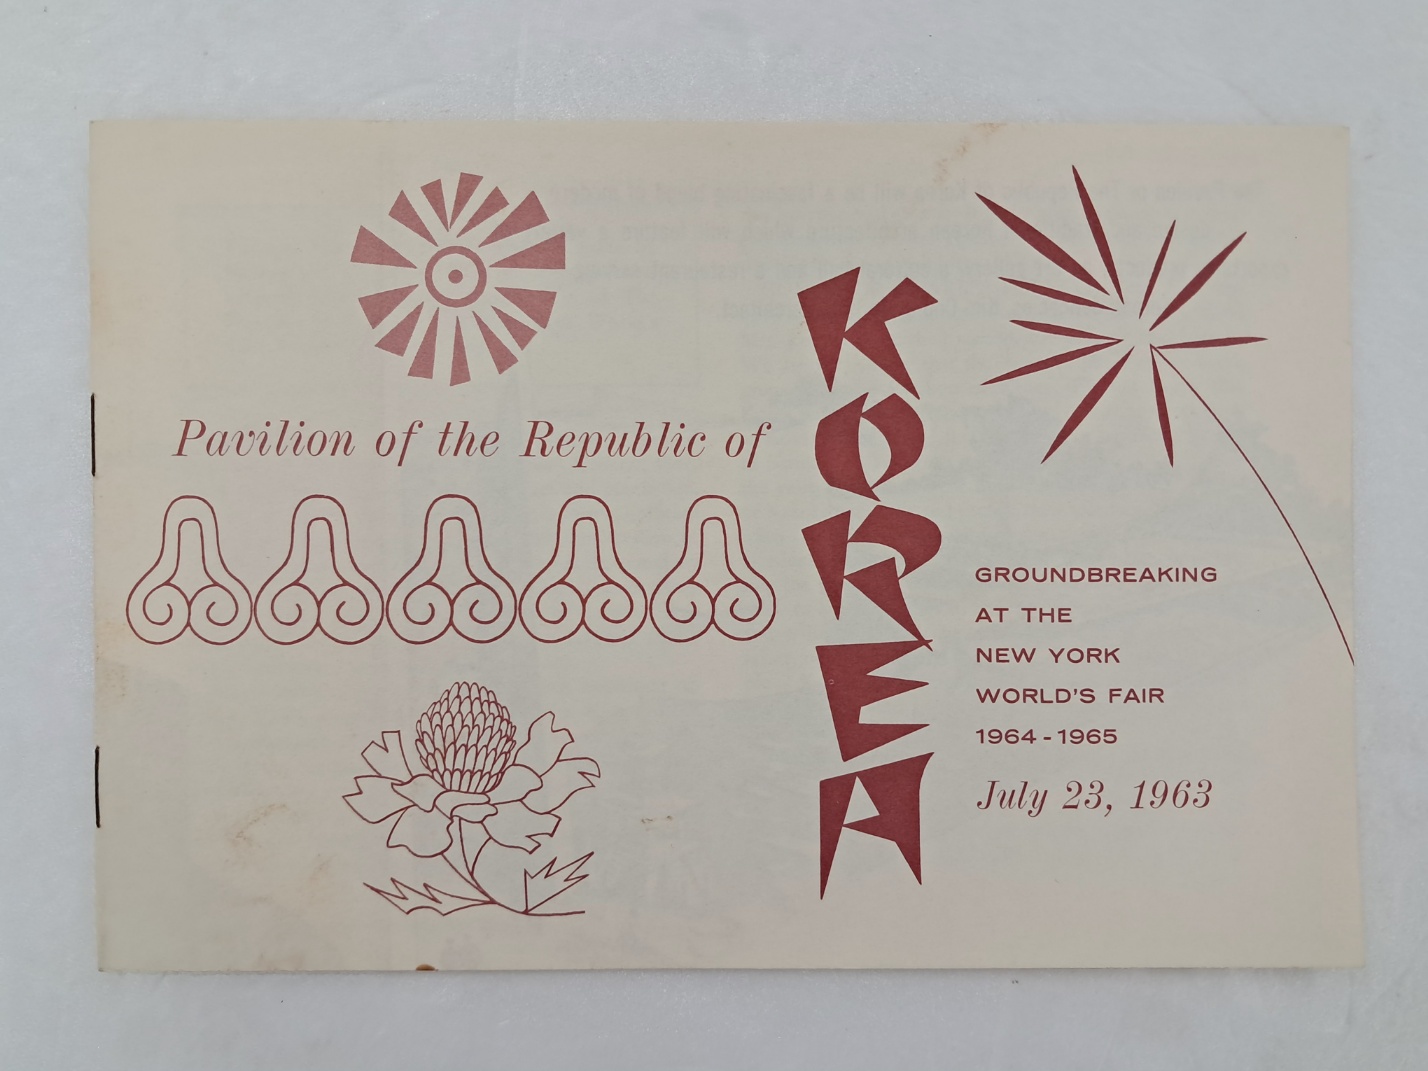 Pavilion of the Republic of
KOREA
GROUNDBREAKING
AT THE
NEW YORK
WORLD'S FAIR
1964-1965
July 23, 1963